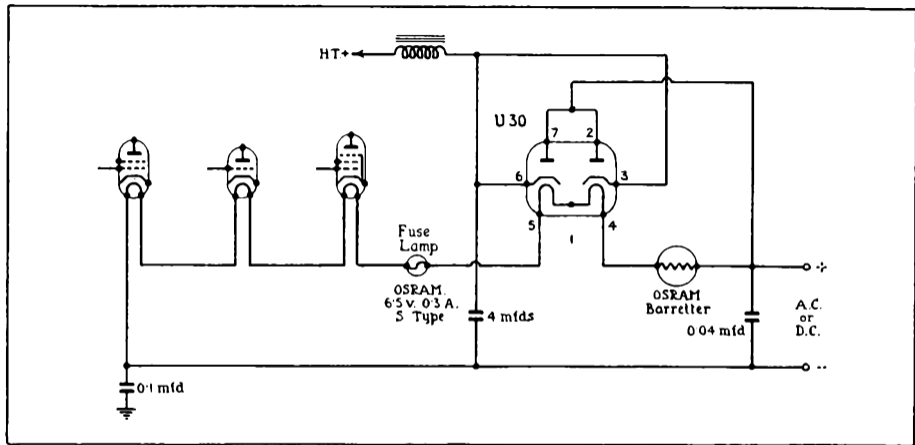 HT+
U30
7 2
6 3
5 4
1
Fuse
Lamp
OSRAM.
6·5 v. 0·3 A.
S Type
OSRAM
Barretter
+
A.C.
or
D.C.
4 mfds
0·04 mfd
-
0·1 mfd